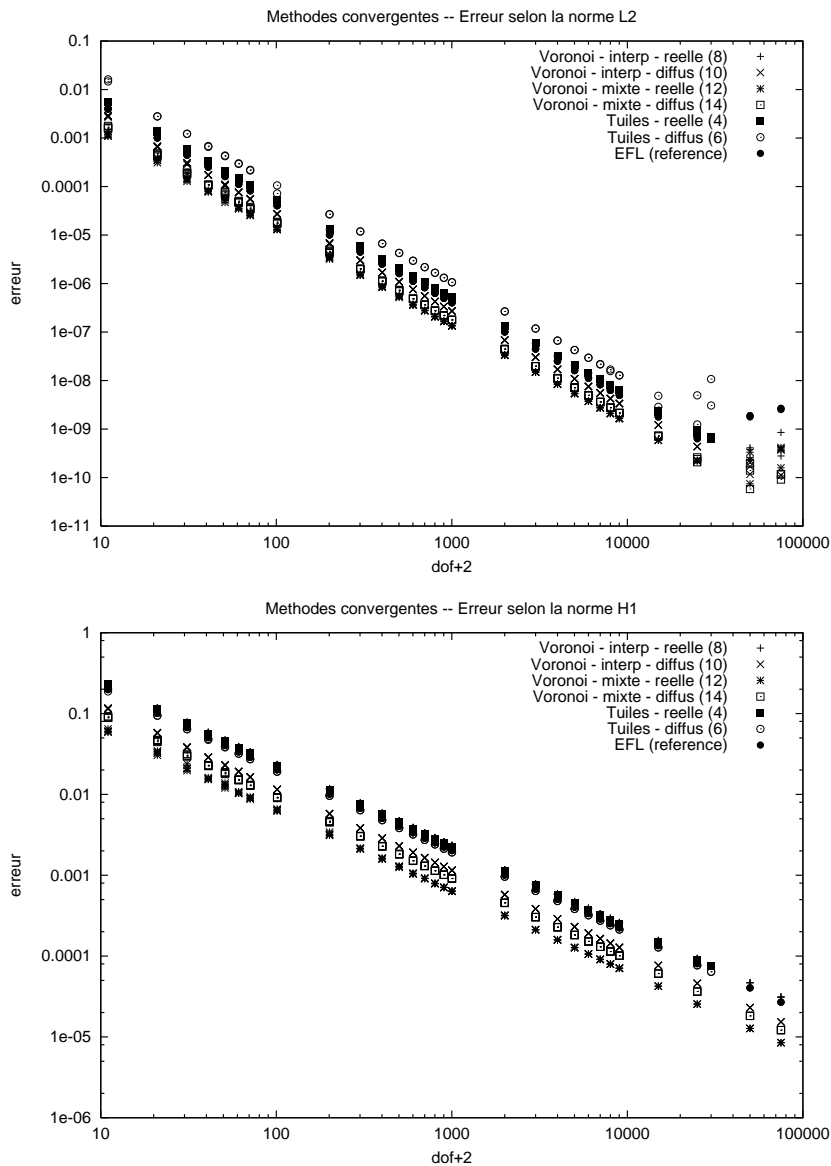 Methodes convergentes -- Erreur selon la norme L2
0.1
0.01
0.001
0.0001
1e-05
1e-06
1e-07
1e-08
1e-09
1e-10
1e-11
10
100
1000
10000
100000
erreur
dof+2
Voronoi - interp - reelle (8)
Voronoi - interp - diffus (10)
Voronoi - mixte - reelle (12)
Voronoi - mixte - diffus (14)
Tuiles - reelle (4)
Tuiles - diffus (6)
EFL (reference)
Methodes convergentes -- Erreur selon la norme H1
1
0.1
0.01
0.001
0.0001
1e-05
1e-06
10
100
1000
10000
100000
erreur
dof+2
Voronoi - interp - reelle (8)
Voronoi - interp - diffus (10)
Voronoi - mixte - reelle (12)
Voronoi - mixte - diffus (14)
Tuiles - reelle (4)
Tuiles - diffus (6)
EFL (reference)